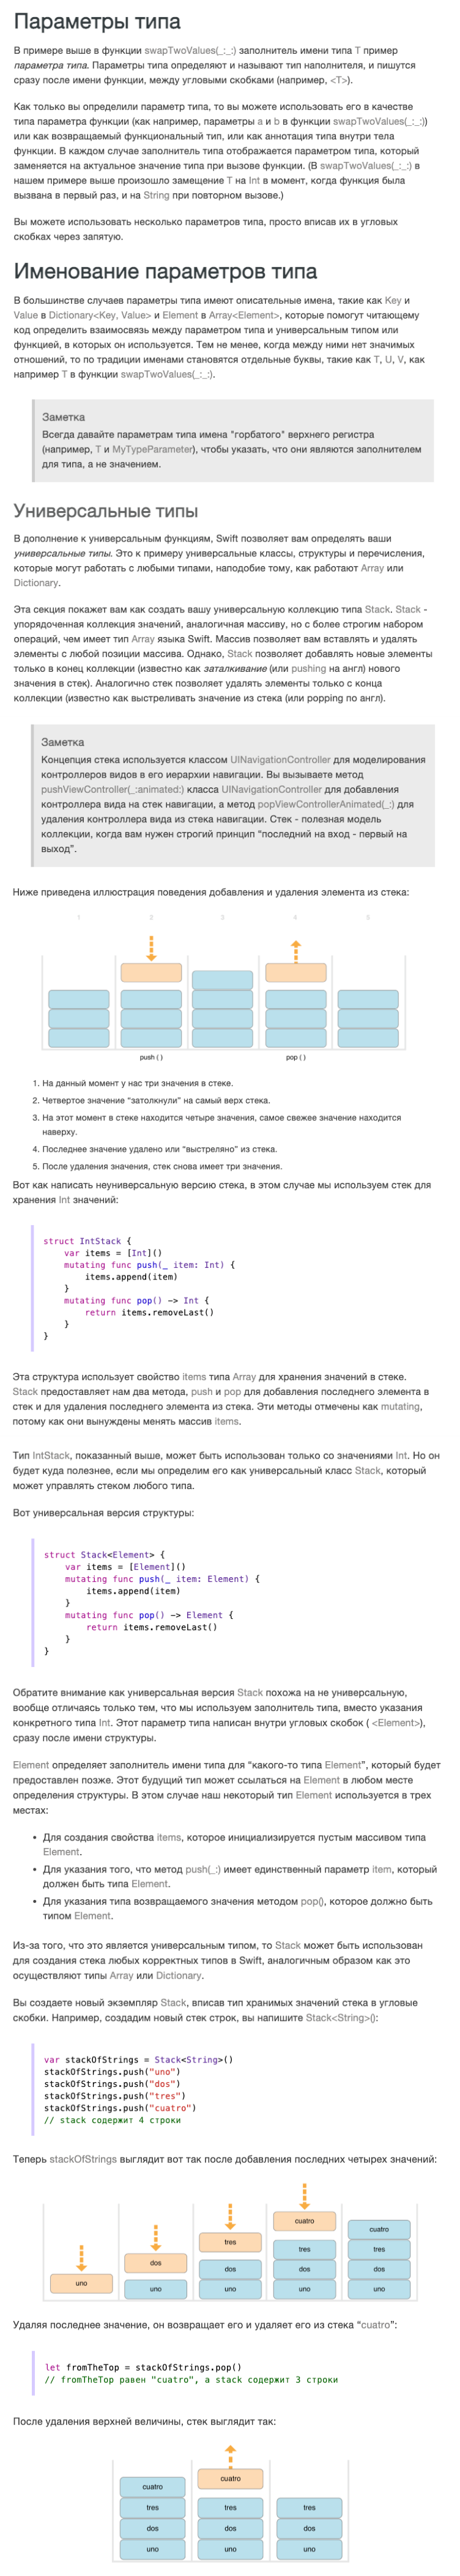 Параметры типа
В примере выше в функции swapTwoValues(_:_:) заполнитель имени типа T пример
параметра типа. Параметры типа определяют и называют тип наполнителя, и пишутся
сразу после имени функции, между угловыми скобками (например, <T>).
Как только вы определили параметр типа, то вы можете использовать его в качестве
типа параметра функции (как например, параметры a и b в функции swapTwoValues(_:_:))
или как возвращаемый функциональный тип, или как аннотация типа внутри тела
функции. В каждом случае заполнитель типа отображается параметром типа, который
заменяется на актуальное значение типа при вызове функции. (В swapTwoValues(_:_:) в
нашем примере выше произошло замещение T на Int в момент, когда функция была
вызвана в первый раз, и на String при повторном вызове.)
Вы можете использовать несколько параметров типа, просто вписав их в угловых
скобках через запятую.
Именование параметров типа
В большинстве случаев параметры типа имеют описательные имена, такие как Key и
Value в Dictionary<Key, Value> и Element в Array<Element>, которые помогут читающему
код определить взаимосвязь между параметром типа и универсальным типом или
функцией, в которых он используется. Тем не менее, когда между ними нет значимых
отношений, то по традиции именами становятся отдельные буквы, такие как T, U, V, как
например T в функции swapTwoValues(_:_:).
Заметка
Всегда давайте параметрам типа имена "горбатого" верхнего регистра
(например, T и MyTypeParameter), чтобы указать, что они являются заполнителем
для типа, а не значением.
Универсальные типы
В дополнение к универсальным функциям, Swift позволяет вам определять ваши
универсальные типы. Это к примеру универсальные классы, структуры и перечисления,
которые могут работать с любыми типами, наподобие тому, как работают Array или
Dictionary.
Эта секция покажет вам как создать вашу универсальную коллекцию типа Stack. Stack -
упорядоченная коллекция значений, аналогичная массиву, но с более строгим набором
операций, чем имеет тип Array языка Swift. Массив позволяет вам вставлять и удалять
элементы с любой позиции массива. Однако, Stack позволяет добавлять новые элементы
только в конец коллекции (известно как заталкивание (или pushing на англ) нового
значения в стек). Аналогично стек позволяет удалять элементы только с конца
коллекции (известно как выстреливать значение из стека (или popping по англ).
Заметка
Концепция стека используется классом UINavigationController для моделирования
контроллеров видов в его иерархии навигации. Вы вызываете метод
pushViewController(_:animated:) класса UINavigationController для добавления
контроллера вида на стек навигации, а метод popViewControllerAnimated(_:) для
удаления контроллера вида из стека навигации. Стек - полезная модель
коллекции, когда вам нужен строгий принцип “последний на вход - первый на
выход”.
Ниже приведена иллюстрация поведения добавления и удаления элемента из стека:
1 2 3 4 5
push ( ) pop ( )
1. На данный момент у нас три значения в стеке.
2. Четвертое значение “затолкнули” на самый верх стека.
3. На этот момент в стеке находится четыре значения, самое свежее значение находится
наверху.
4. Последнее значение удалено или “выстреляно” из стека.
5. После удаления значения, стек снова имеет три значения.
Вот как написать неуниверсальную версию стека, в этом случае мы используем стек для
хранения Int значений:
struct IntStack {
var items = [Int]()
mutating func push(_ item: Int) {
items.append(item)
}
mutating func pop() -> Int {
return items.removeLast()
}
}
Эта структура использует свойство items типа Array для хранения значений в стеке.
Stack предоставляет нам два метода, push и pop для добавления последнего элемента в
стек и для удаления последнего элемента из стека. Эти методы отмечены как mutating,
потому как они вынуждены менять массив items.
Тип IntStack, показанный выше, может быть использован только со значениями Int. Но он
будет куда полезнее, если мы определим его как универсальный класс Stack, который
может управлять стеком любого типа.
Вот универсальная версия структуры:
struct Stack<Element> {
var items = [Element]()
mutating func push(_ item: Element) {
items.append(item)
}
mutating func pop() -> Element {
return items.removeLast()
}
}
Обратите внимание как универсальная версия Stack похожа на не универсальную,
вообще отличаясь только тем, что мы используем заполнитель типа, вместо указания
конкретного типа Int. Этот параметр типа написан внутри угловых скобок ( <Element>),
сразу после имени структуры.
Element определяет заполнитель имени типа для “какого-то типа Element”, который будет
предоставлен позже. Этот будущий тип может ссылаться на Element в любом месте
определения структуры. В этом случае наш некоторый тип Element используется в трех
местах:
• Для создания свойства items, которое инициализируется пустым массивом типа
Element.
• Для указания того, что метод push(_:) имеет единственный параметр item, который
должен быть типа Element.
• Для указания типа возвращаемого значения методом pop(), которое должно быть
типом Element.
Из-за того, что это является универсальным типом, то Stack может быть использован
для создания стека любых корректных типов в Swift, аналогичным образом как это
осуществляют типы Array или Dictionary.
Вы создаете новый экземпляр Stack, вписав тип хранимых значений стека в угловые
скобки. Например, создадим новый стек строк, вы напишите Stack<String>():
var stackOfStrings = Stack<String>()
stackOfStrings.push("uno")
stackOfStrings.push("dos")
stackOfStrings.push("tres")
stackOfStrings.push("cuatro")
// stack содержит 4 строки
Теперь stackOfStrings выглядит вот так после добавления последних четырех значений:
cuatro
cuatro
tres
tres tres
dos
dos dos dos
uno
uno uno uno uno
Удаляя последнее значение, он возвращает его и удаляет его из стека “cuatro”:
let fromTheTop = stackOfStrings.pop()
// fromTheTop равен "cuatro", а stack содержит 3 строки
После удаления верхней величины, стек выглядит так:
cuatro
cuatro
tres tres tres
dos dos dos
uno uno uno